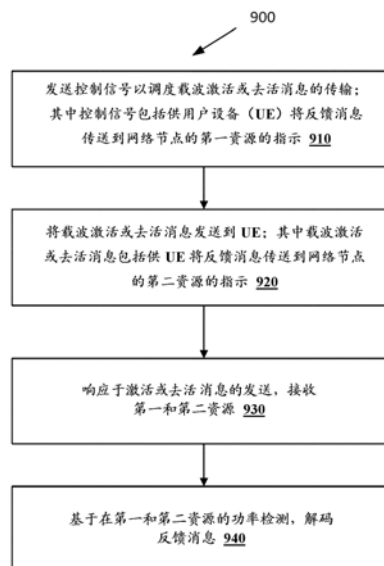 900
发送控制信号以调度载波激活或去活消息的传输；
其中控制信号包括供用户设备（UE）将反馈消息
传送到网络节点的第一资源的指示 910
将载波激活或去活消息发送到 UE；其中载波激活
或去活消息包括供 UE 将反馈消息传送到网络节点
的第二资源的指示 920
响应于激活或去活消息的发送，接收
第一和第二资源 930
基于在第一和第二资源的功率检测，解码
反馈消息 940